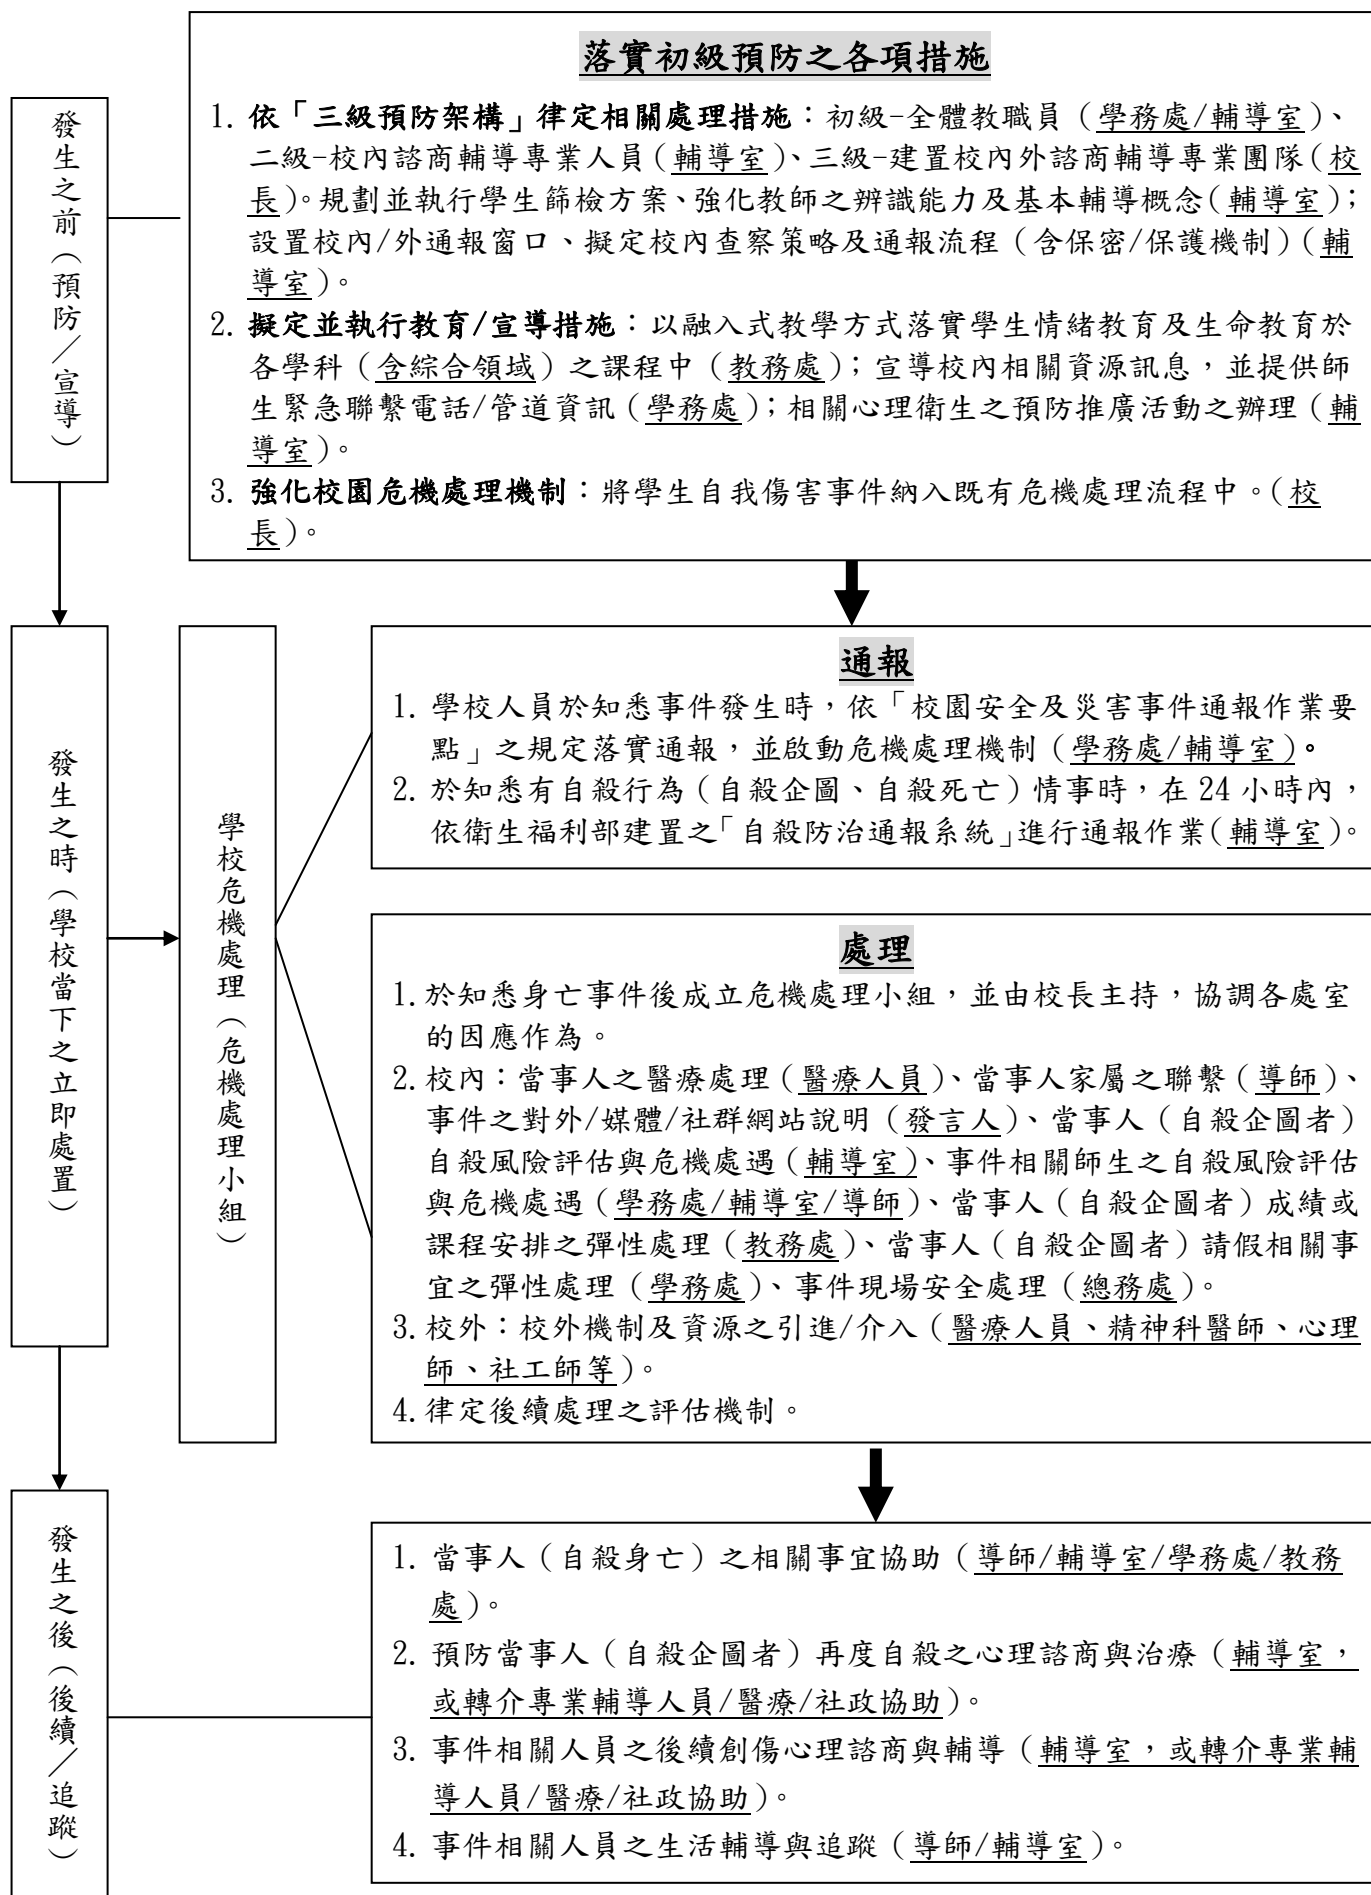 落實初級預防之各項措施
發生之前（預防／宣導）
1. 依「三級預防架構」律定相關處理措施：初級-全體教職員（學務處/輔導室）、
二級-校內諮商輔導專業人員（輔導室）、三級-建置校內外諮商輔導專業團隊（校
長）。規劃並執行學生篩檢方案、強化教師之辨識能力及基本輔導概念（輔導室）；
設置校內/外通報窗口、擬定校內查察策略及通報流程（含保密/保護機制）（輔
導室）。
2. 擬定並執行教育/宣導措施：以融入式教學方式落實學生情緒教育及生命教育於
各學科（含綜合領域）之課程中（教務處）；宣導校內相關資源訊息，並提供師
生緊急聯繫電話/管道資訊（學務處）；相關心理衛生之預防推廣活動之辦理（輔
導室）。
3. 強化校園危機處理機制：將學生自我傷害事件納入既有危機處理流程中。（校
長）。
發生之時（學校當下之立即處置）
學校危機處理（危機處理小組）
通報
1. 學校人員於知悉事件發生時，依「校園安全及災害事件通報作業要
點」之規定落實通報，並啟動危機處理機制（學務處/輔導室）。
2. 於知悉有自殺行為（自殺企圖、自殺死亡）情事時，在 24 小時內，
依衛生福利部建置之「自殺防治通報系統」進行通報作業（輔導室）。
處理
1. 於知悉身亡事件後成立危機處理小組，並由校長主持，協調各處室
的因應作為。
2. 校內：當事人之醫療處理（醫療人員）、當事人家屬之聯繫（導師）、
事件之對外/媒體/社群網站說明（發言人）、當事人（自殺企圖者）
自殺風險評估與危機處遇（輔導室）、事件相關師生之自殺風險評估
與危機處遇（學務處/輔導室/導師）、當事人（自殺企圖者）成績或
課程安排之彈性處理（教務處）、當事人（自殺企圖者）請假相關事
宜之彈性處理（學務處）、事件現場安全處理（總務處）。
3. 校外：校外機制及資源之引進/介入（醫療人員、精神科醫師、心理
師、社工師等）。
4. 律定後續處理之評估機制。
發生之後（後續／追蹤）
1. 當事人（自殺身亡）之相關事宜協助（導師/輔導室/學務處/教務
處）。
2. 預防當事人（自殺企圖者）再度自殺之心理諮商與治療（輔導室，
或轉介專業輔導人員/醫療/社政協助）。
3. 事件相關人員之後續創傷心理諮商與輔導（輔導室，或轉介專業輔
導人員/醫療/社政協助）。
4. 事件相關人員之生活輔導與追蹤（導師/輔導室）。